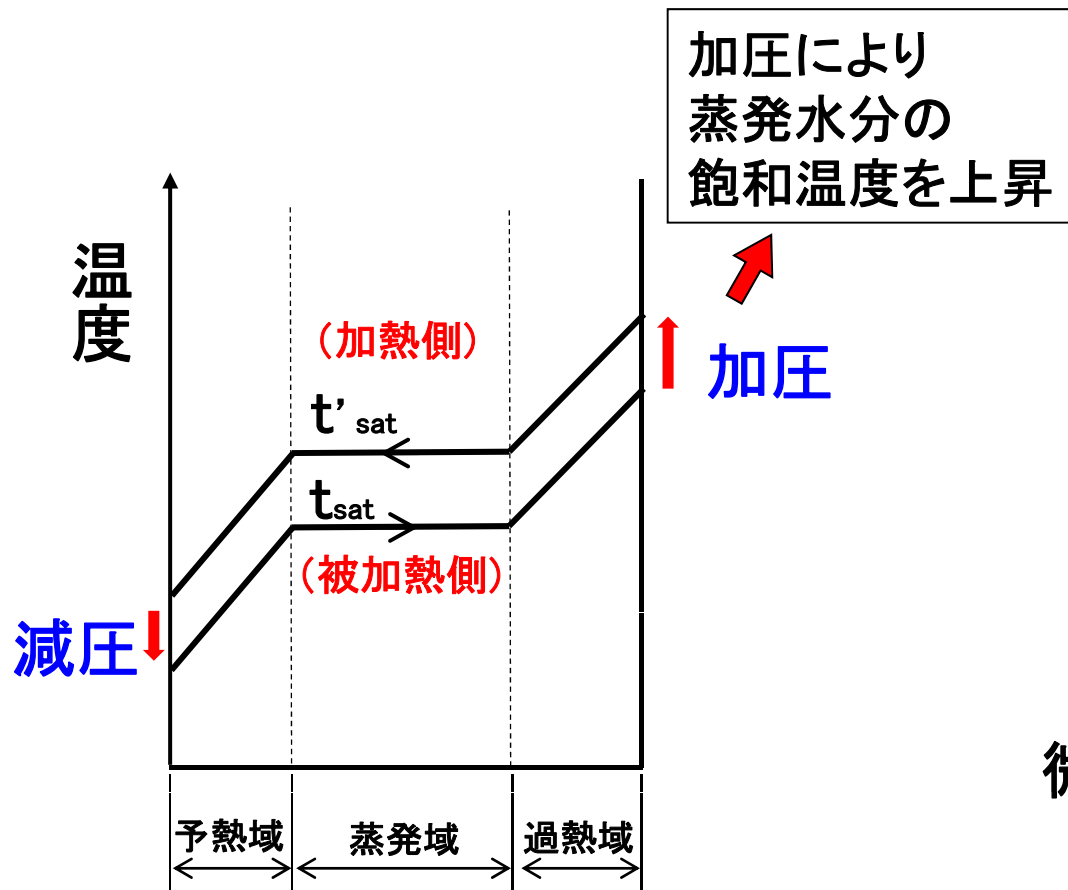 加圧により
蒸発水分の
飽和温度を上昇
温度
（加熱側）
加圧
t’sat
tsat
（被加熱側）
減圧
予熱域
蒸発域
過熱域